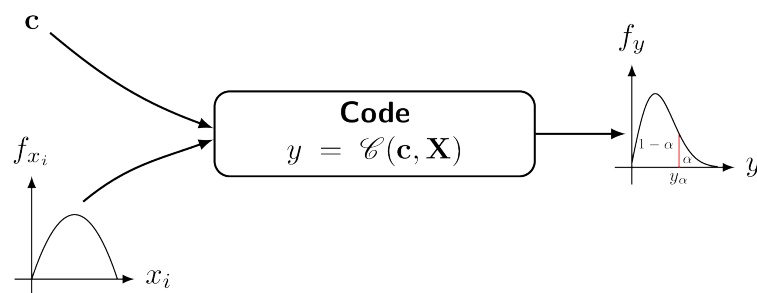 c
Code
y = 𝒞(c, X)
f_{x_i}
x_i
f_y
1 − α
α
y_α
y